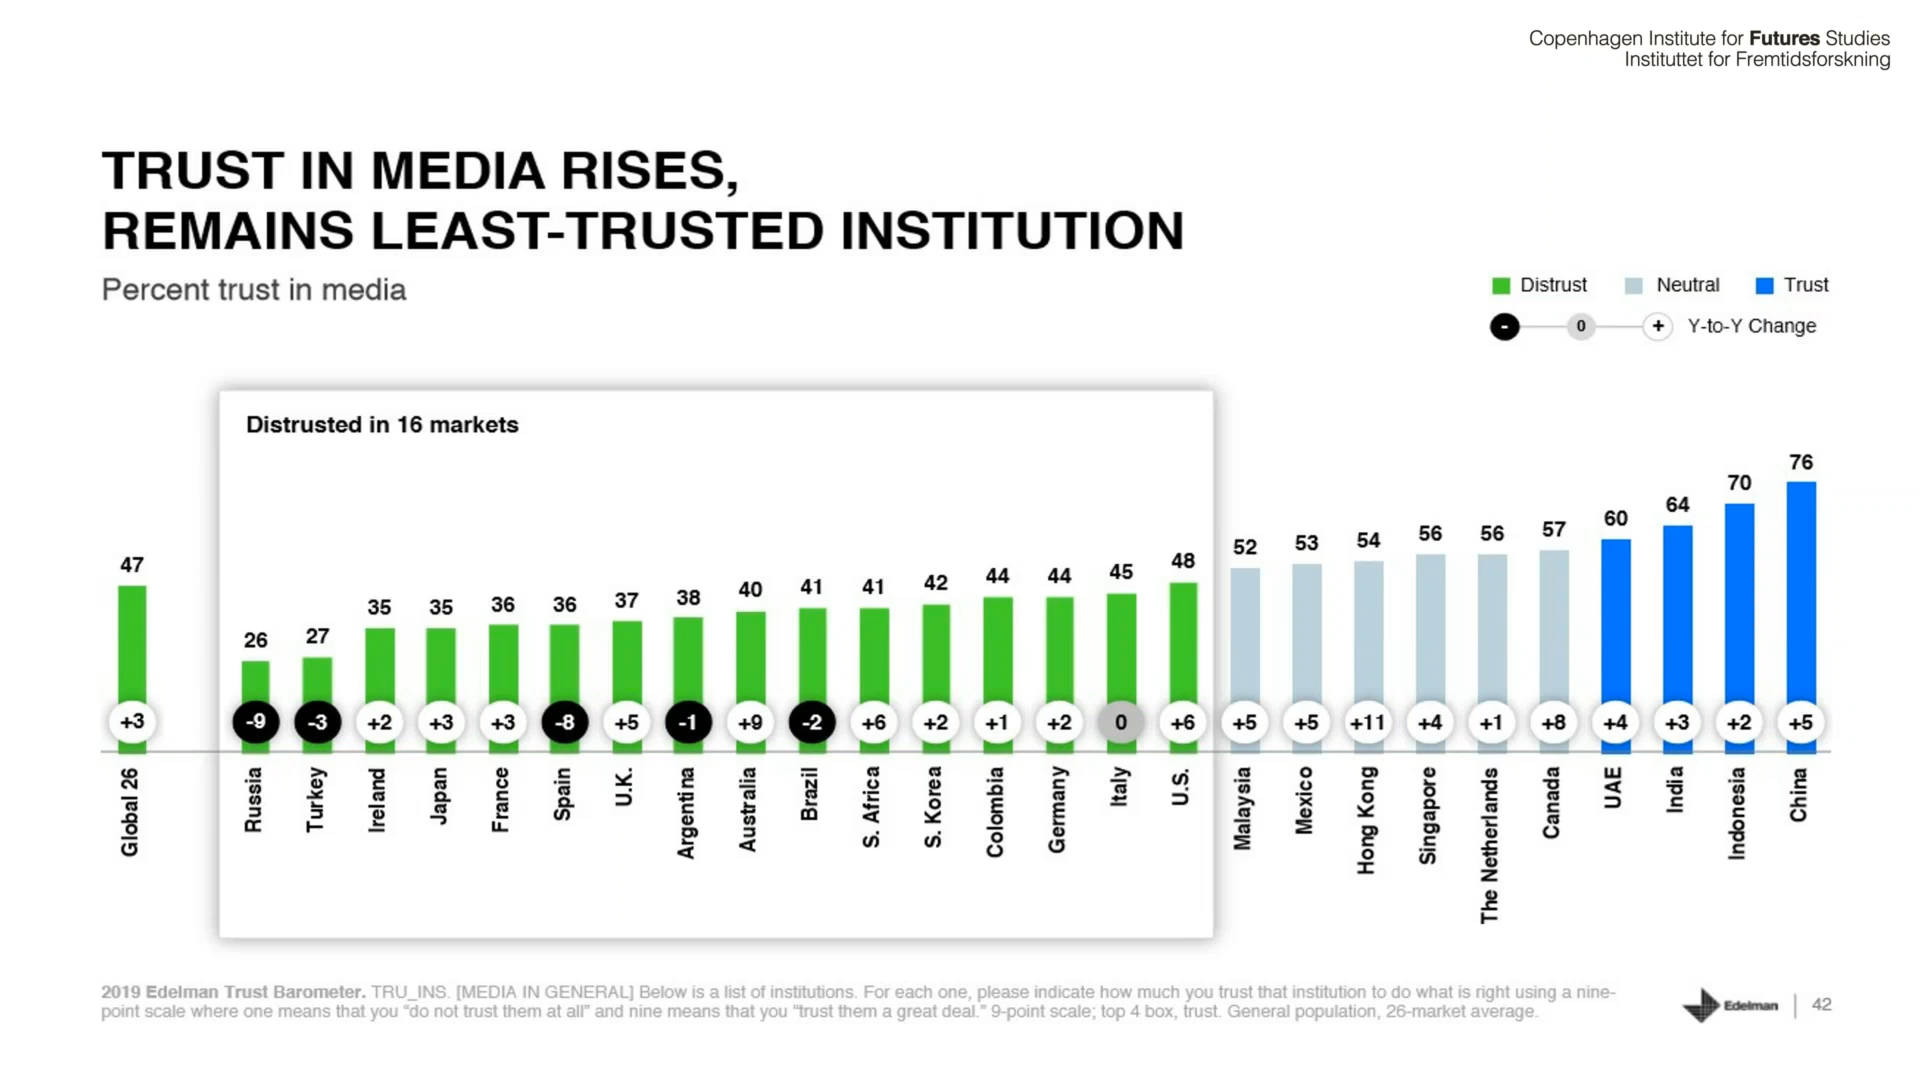 Copenhagen Institute for Futures Studies
Instituttet for Fremtidsforskning
TRUST IN MEDIA RISES,
REMAINS LEAST-TRUSTED INSTITUTION
Percent trust in media
Distrust Neutral Trust
- 0 + Y-to-Y Change
Distrusted in 16 markets
47 26 27 35 35 36 36 37 38 40 41 41 42 44 44 45 48 52 53 54 56 56 57 60 64 70 76
+3 -9 -3 +2 +3 +3 -8 +5 -1 +9 -2 +6 +2 +1 +2 0 +6 +5 +5 +11 +4 +1 +8 +4 +3 +2 +5
Global 26
Russia
Turkey
Ireland
Japan
France
Spain
U.K.
Argentina
Australia
Brazil
S. Africa
S. Korea
Colombia
Germany
Italy
U.S.
Malaysia
Mexico
Hong Kong
Singapore
The Netherlands
Canada
UAE
India
Indonesia
China
2019 Edelman Trust Barometer. TRU_INS. [MEDIA IN GENERAL] Below is a list of institutions. For each one, please indicate how much you trust that institution to do what is right using a nine-
point scale where one means that you “do not trust them at all” and nine means that you “trust them a great deal.” 9-point scale; top 4 box, trust. General population, 26-market average.
Edelman | 42